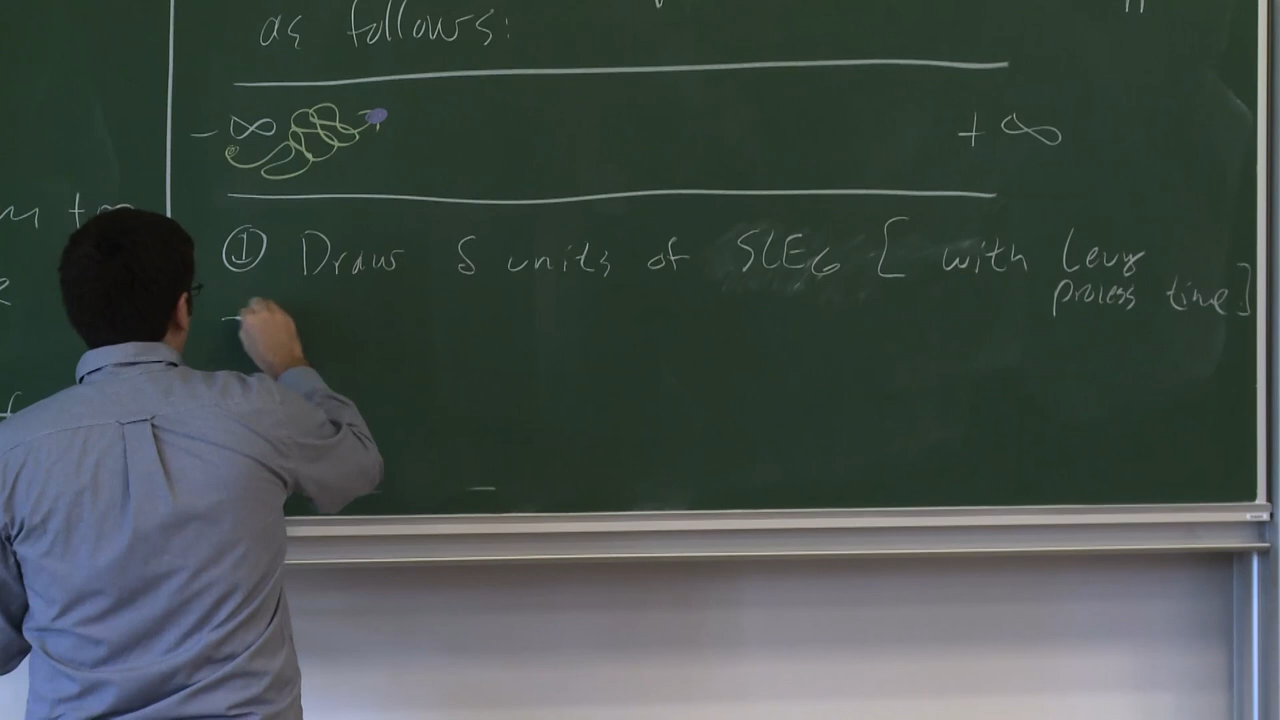 as follows:
- ∞
+ ∞
① Draw δ units of SLE₆ [ with Levy
process time]